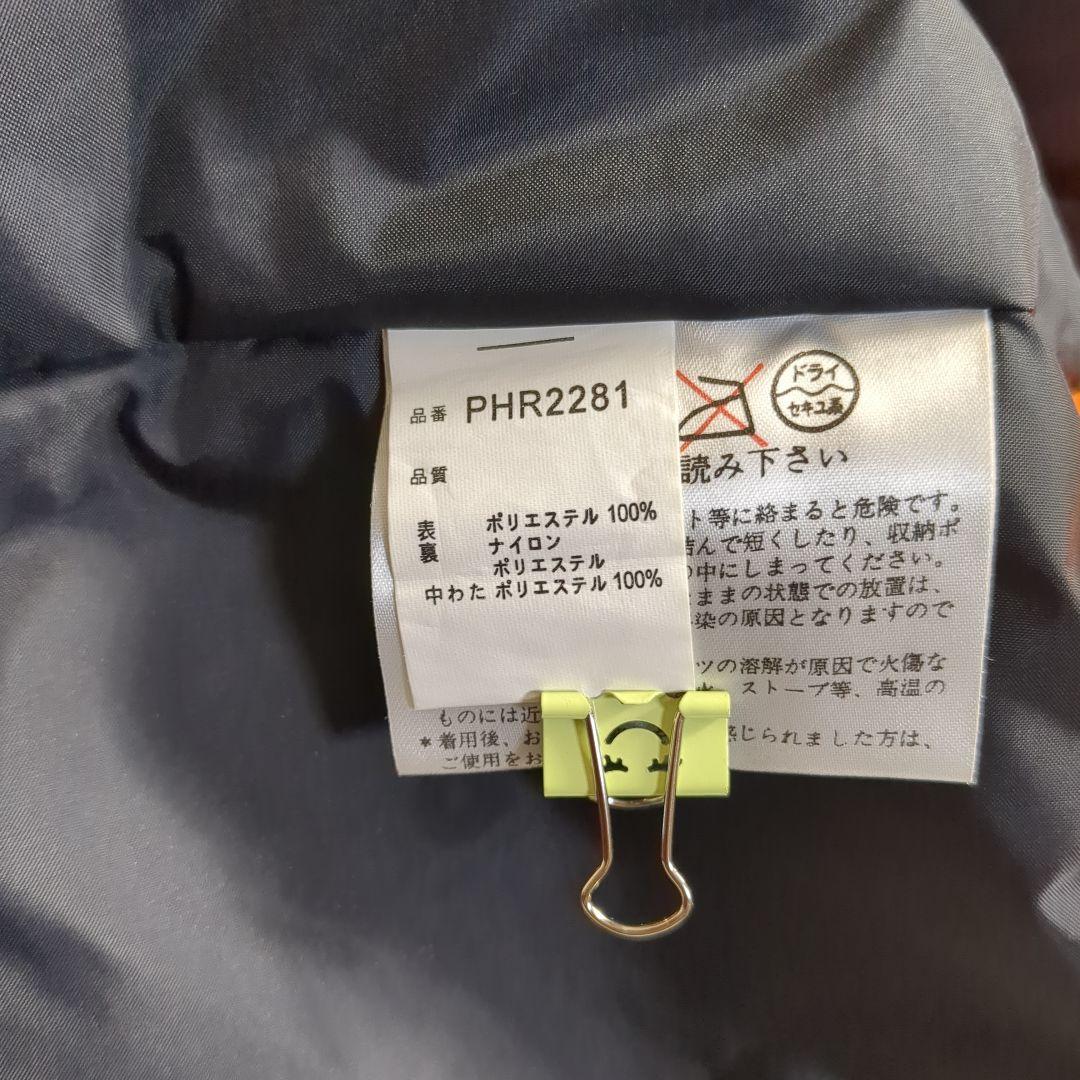 品番 PHR2281
品質
表 ポリエステル 100%
裏 ナイロン
ポリエステル
中わた ポリエステル 100%
ドライ
セキユ系
読み下さい
ト等に絡まると危険です。
結んで短くしたり、収納ポ
の中にしまってください。
ままの状態での放置は、
染の原因となりますので
ツの溶解が原因で火傷な
ストーブ等、高温の
ものには近
*着用後、お
感じられました方は、
ご使用をお